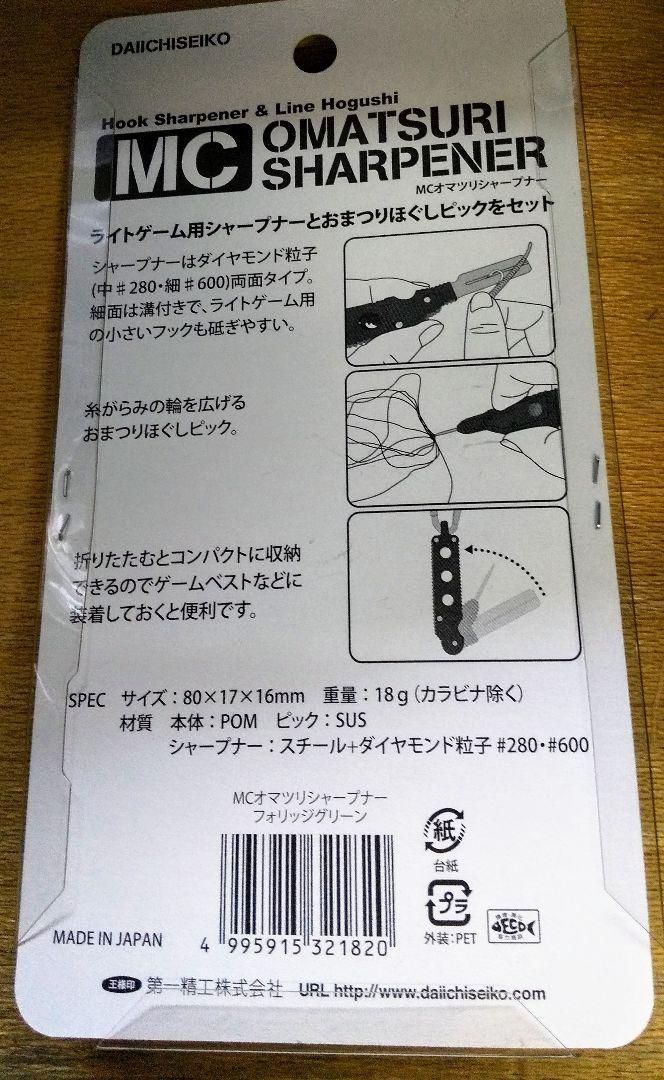 DAIICHISEIKO
Hook Sharpener & Line Hogushi
MC OMATSURI
SHARPENER
MCオマツリシャープナー
ライトゲーム用シャープナーとおまつりほぐしピックをセット
シャープナーはダイヤモンド粒子
(中♯280・細♯600)両面タイプ。
細面は溝付きで、ライトゲーム用
の小さいフックも砥ぎやすい。
糸がらみの輪を広げる
おまつりほぐしピック。
折りたたむとコンパクトに収納
できるのでゲームベストなどに
装着しておくと便利です。
SPEC サイズ：80×17×16mm 重量：18g（カラビナ除く）
材質 本体：POM ピック：SUS
シャープナー：スチール+ダイヤモンド粒子 #280・#600
MCオマツリシャープナー
フォリッジグリーン
紙
台紙
プラ
外装：PET
ECO
MADE IN JAPAN
4 995915 321820
王様印 第一精工株式会社 URL http://www.daiichiseiko.com